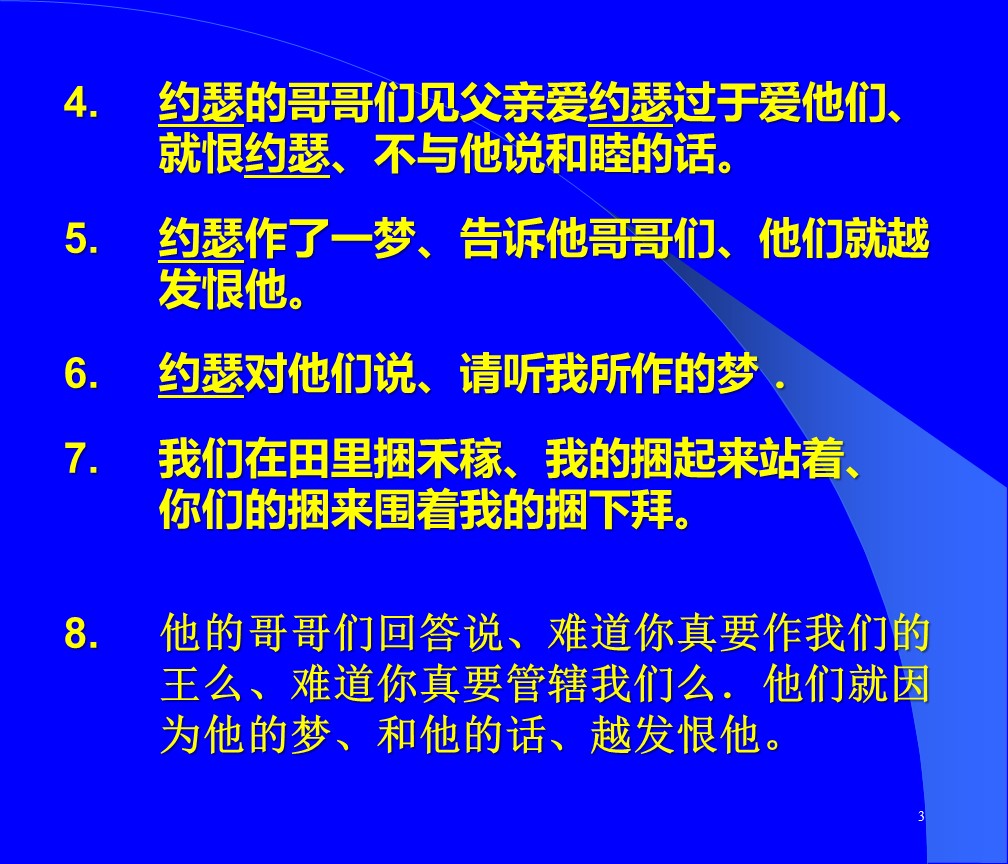 4. 约瑟的哥哥们见父亲爱约瑟过于爱他们、
就恨约瑟、不与他说和睦的话。
5. 约瑟作了一梦、告诉他哥哥们、他们就越
发恨他。
6. 约瑟对他们说、请听我所作的梦．
7. 我们在田里捆禾稼、我的捆起来站着、
你们的捆来围着我的捆下拜。
8. 他的哥哥们回答说、难道你真要作我们的
王么、难道你真要管辖我们么．他们就因
为他的梦、和他的话、越发恨他。
3